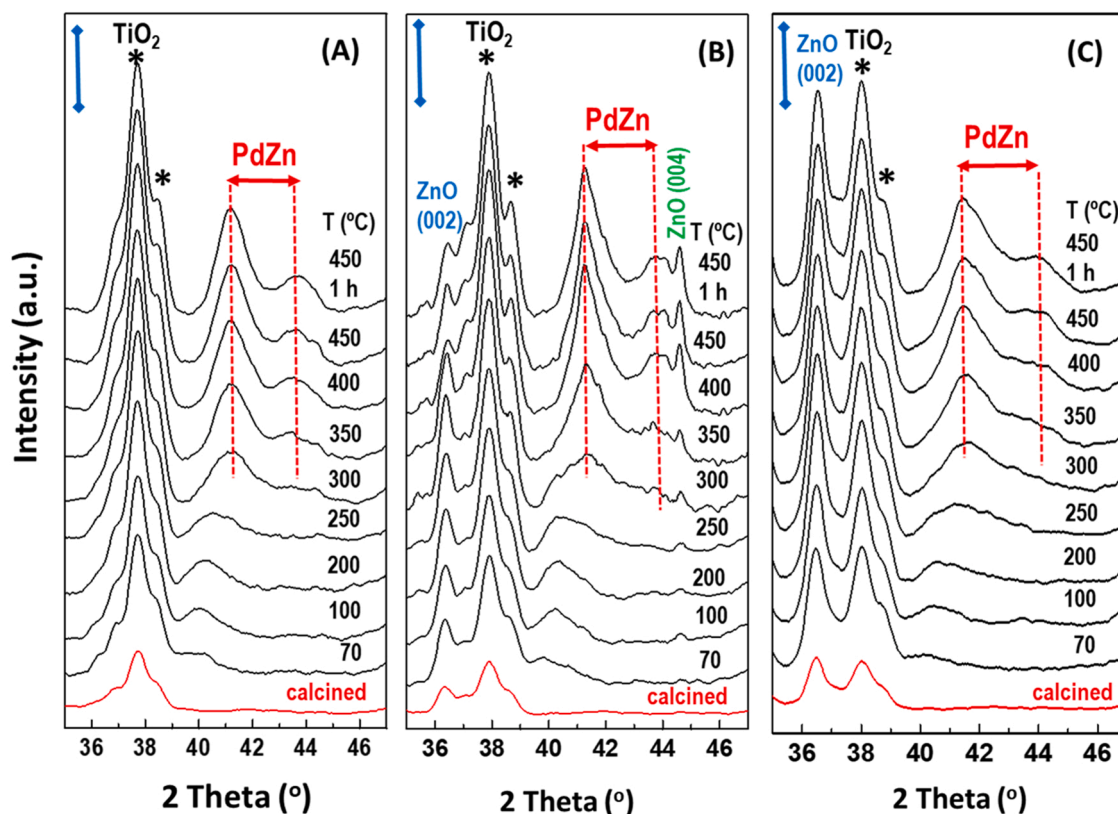 Intensity (a.u.)
TiO2
*
(A)
PdZn
*
T (ºC)
450
1 h
450
400
350
300
250
200
100
70
calcined
36 38 40 42 44 46
2 Theta (º)
TiO2
*
(B)
PdZn
ZnO
(002)
*
ZnO (004)
T (ºC)
450
1 h
450
400
350
300
250
200
100
70
calcined
36 38 40 42 44 46
2 Theta (º)
ZnO
(002)
TiO2
*
(C)
PdZn
*
T (ºC)
450
1 h
450
400
350
300
250
200
100
70
calcined
36 38 40 42 44 46
2 Theta (º)